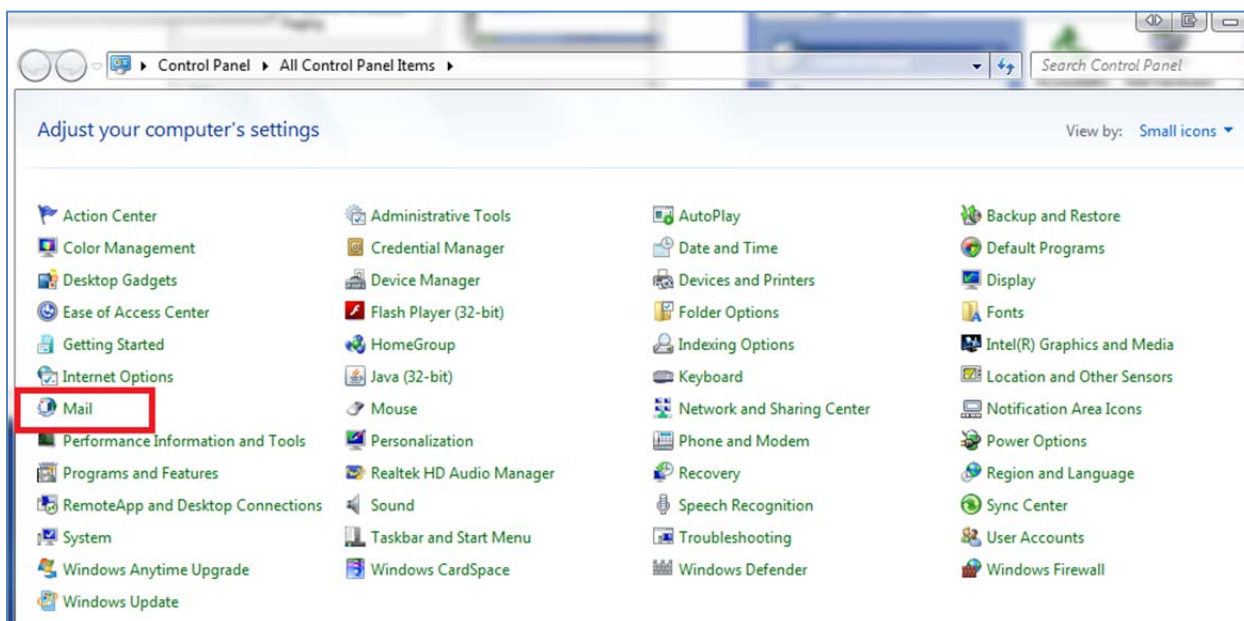 Control Panel All Control Panel Items Search Control Panel
Adjust your computer's settings View by: Small icons
Action Center Administrative Tools AutoPlay Backup and Restore
Color Management Credential Manager Date and Time Default Programs
Desktop Gadgets Device Manager Devices and Printers Display
Ease of Access Center Flash Player (32-bit) Folder Options Fonts
Getting Started HomeGroup Indexing Options Intel(R) Graphics and Media
Internet Options Java (32-bit) Keyboard Location and Other Sensors
Mail Mouse Network and Sharing Center Notification Area Icons
Performance Information and Tools Personalization Phone and Modem Power Options
Programs and Features Realtek HD Audio Manager Recovery Region and Language
RemoteApp and Desktop Connections Sound Speech Recognition Sync Center
System Taskbar and Start Menu Troubleshooting User Accounts
Windows Anytime Upgrade Windows CardSpace Windows Defender Windows Firewall
Windows Update